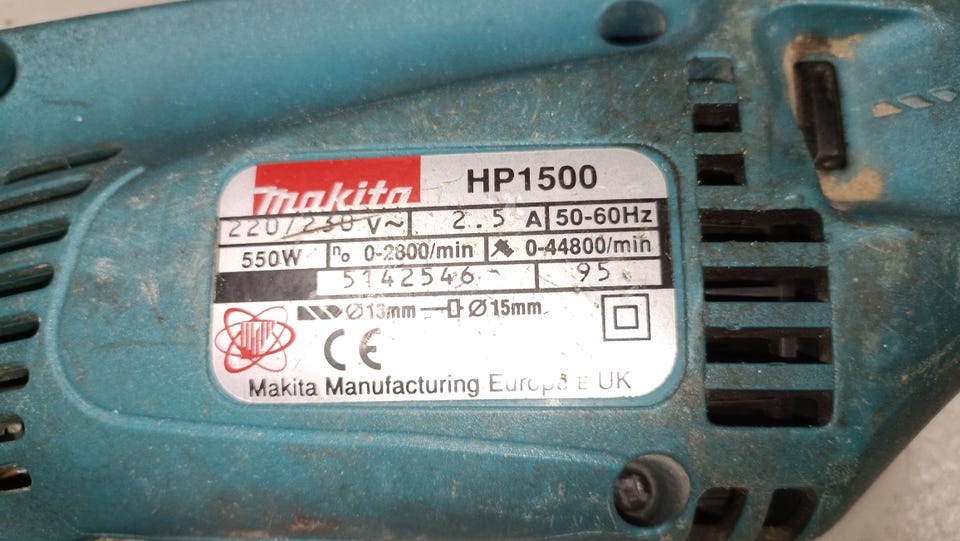 makita HP1500
220/230 V~ 2.5 A 50-60Hz
550W n₀ 0-2800/min 0-44800/min
5142546 95
Ø13mm Ø15mm
CE
Makita Manufacturing Europe UK